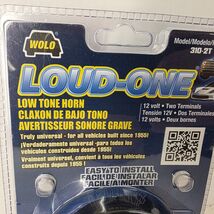 WOLO
Model/Modelo/
310-2T
LOUD-ONE
LOW TONE HORN
CLAXON DE BAJO TONO
AVERTISSEUR SONORE GRAVE
12 volt • Two Terminals
Tensión 12V • Dos Terminales
12 volts • Deux bornes
Truly universal - for all vehicles built since 1955!
¡Verdaderamente universal -para todos los
vehículos construidos desde 1955!
Vraiment universel, convient à tous les véhicules
construits depuis 1955 !
EASY TO INSTALL
FÁCIL DE INSTALAR
FACILE À MONTER